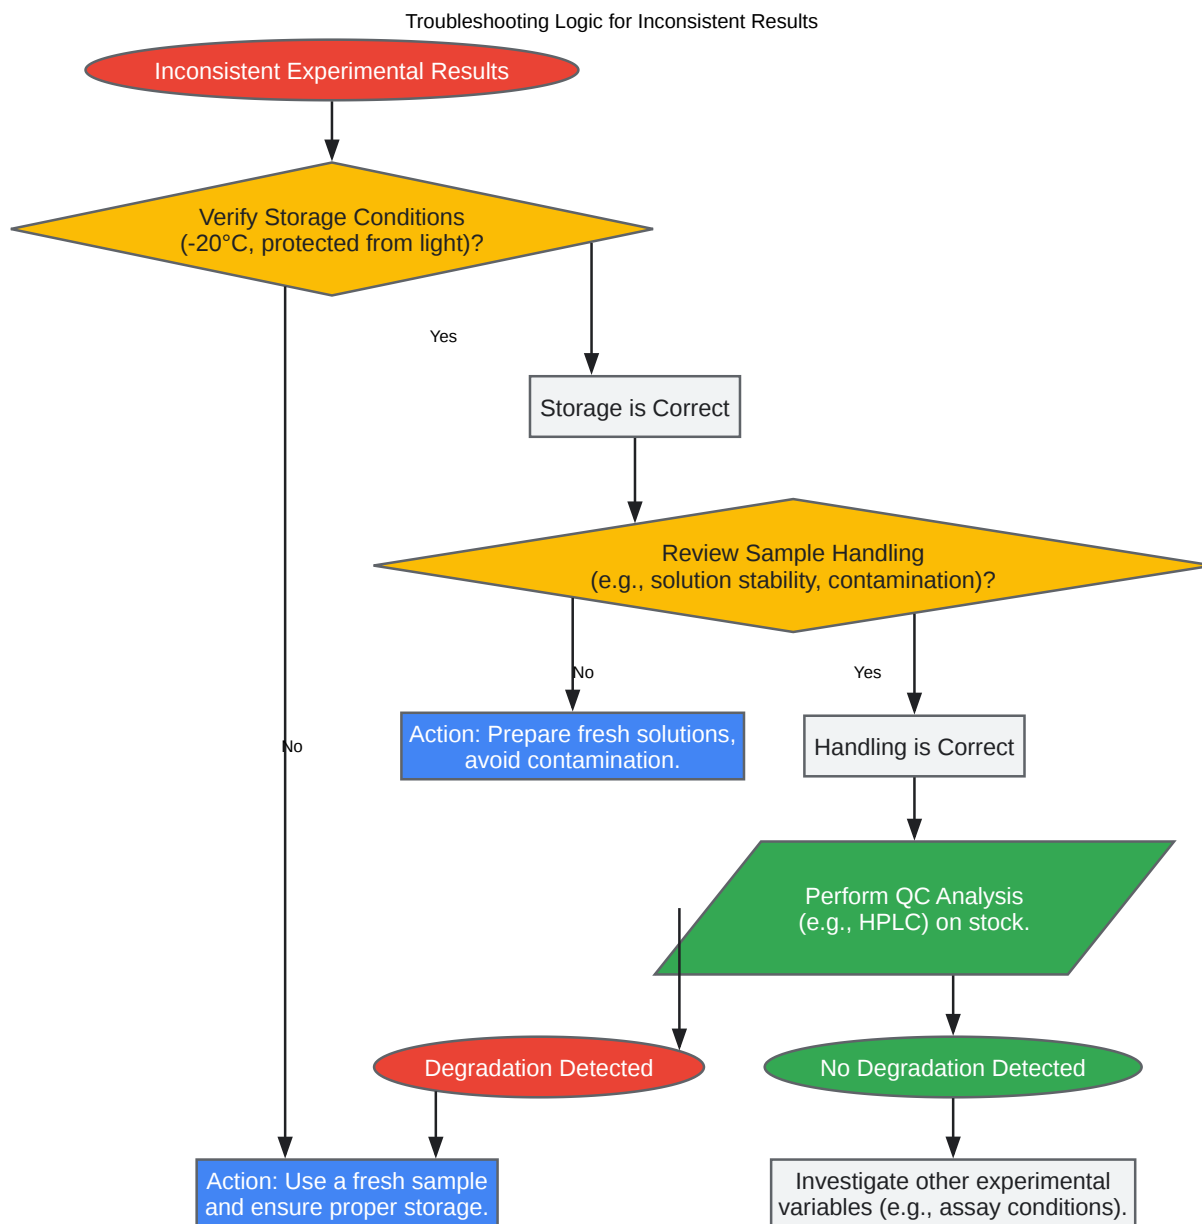 Troubleshooting Logic for Inconsistent Results
Inconsistent Experimental Results
Verify Storage Conditions
(-20°C, protected from light)?
Yes
Storage is Correct
Review Sample Handling
(e.g., solution stability, contamination)?
No
Yes
Action: Prepare fresh solutions,
avoid contamination.
Handling is Correct
No
Perform QC Analysis
(e.g., HPLC) on stock.
Degradation Detected
No Degradation Detected
Action: Use a fresh sample
and ensure proper storage.
Investigate other experimental
variables (e.g., assay conditions).